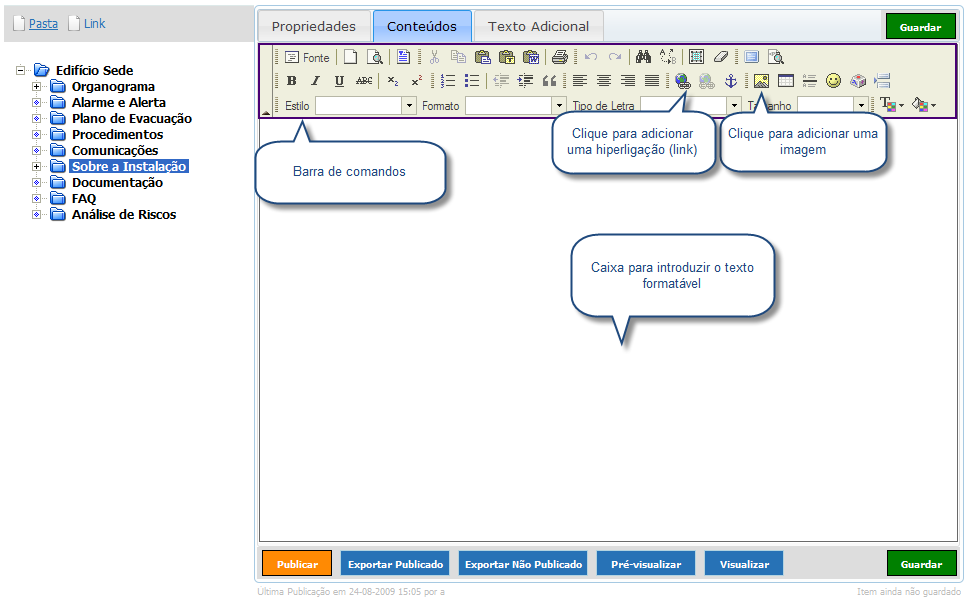 Pasta Link
Propriedades Conteúdos Texto Adicional Guardar
Edifício Sede
Organograma
Alarme e Alerta
Plano de Evacuação
Procedimentos
Comunicações
Sobre a Instalação
Documentação
FAQ
Análise de Riscos
Fonte
B I U ABC
Estilo Formato Tipo de Letra
Barra de comandos
Clique para adicionar
uma hiperligação (link)
Clique para adicionar uma
imagem
Caixa para introduzir o texto
formatável
Publicar Exportar Publicado Exportar Não Publicado Pré-visualizar Visualizar Guardar
Última Publicação em 24-08-2009 15:05 por a
Item ainda não guardado